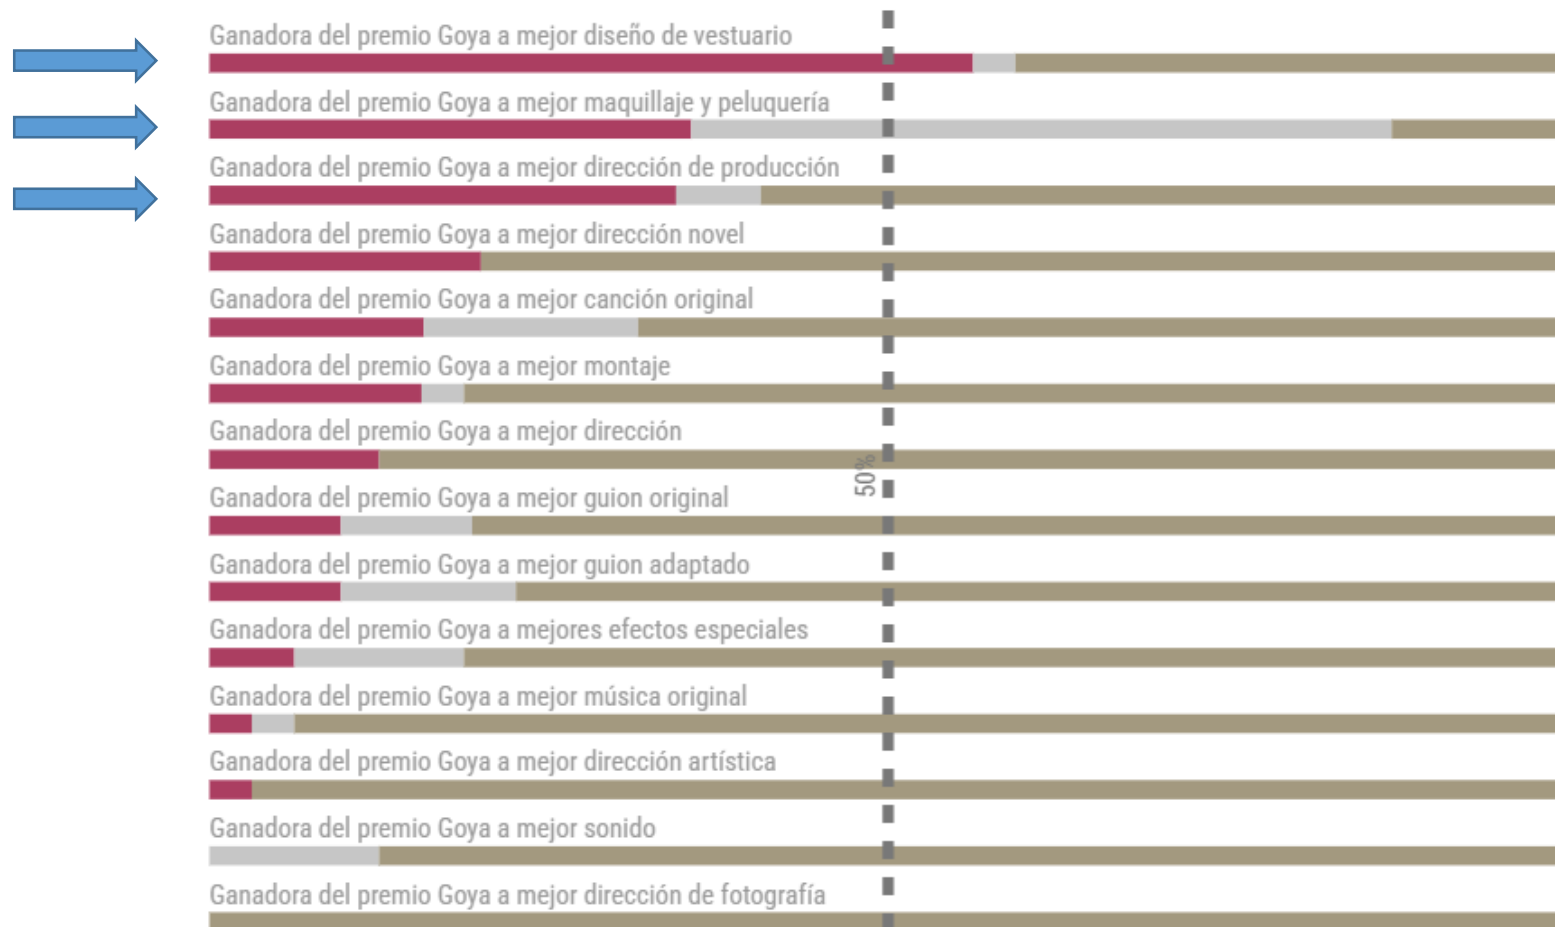 Ganadora del premio Goya a mejor diseño de vestuario
Ganadora del premio Goya a mejor maquillaje y peluquería
Ganadora del premio Goya a mejor dirección de producción
Ganadora del premio Goya a mejor dirección novel
Ganadora del premio Goya a mejor canción original
Ganadora del premio Goya a mejor montaje
Ganadora del premio Goya a mejor dirección
50%
Ganadora del premio Goya a mejor guion original
Ganadora del premio Goya a mejor guion adaptado
Ganadora del premio Goya a mejores efectos especiales
Ganadora del premio Goya a mejor música original
Ganadora del premio Goya a mejor dirección artística
Ganadora del premio Goya a mejor sonido
Ganadora del premio Goya a mejor dirección de fotografía